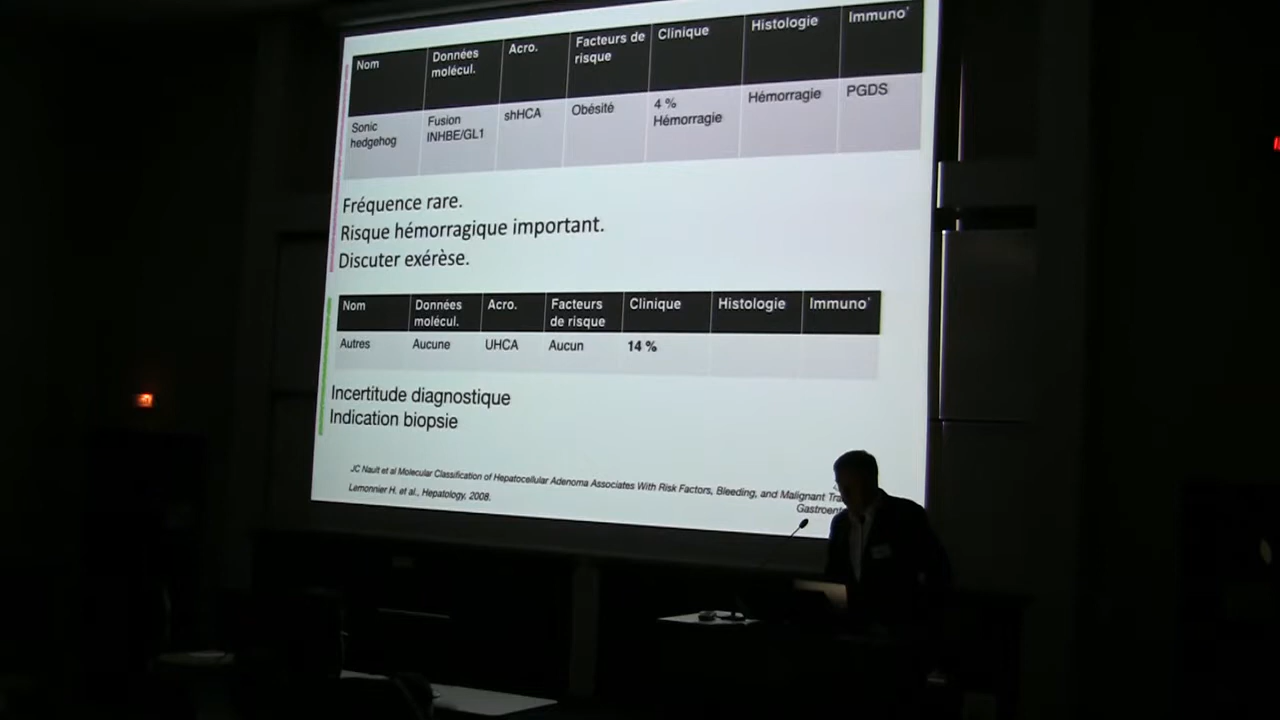 Nom Données molécul. Acro. Facteurs de risque Clinique Histologie Immuno*
Sonic hedgehog Fusion INHBE/GL1 shHCA Obésité 4 % Hémorragie Hémorragie PGDS
Fréquence rare.
Risque hémorragique important.
Discuter exérèse.
Nom Données molécul. Acro. Facteurs de risque Clinique Histologie Immuno*
Autres Aucune UHCA Aucun 14 %
Incertitude diagnostique
Indication biopsie
JC Nault et al Molecular Classification of Hepatocellular Adenoma Associates With Risk Factors, Bleeding, and Malignant
Lemonnier H. et al., Hepatology, 2008.